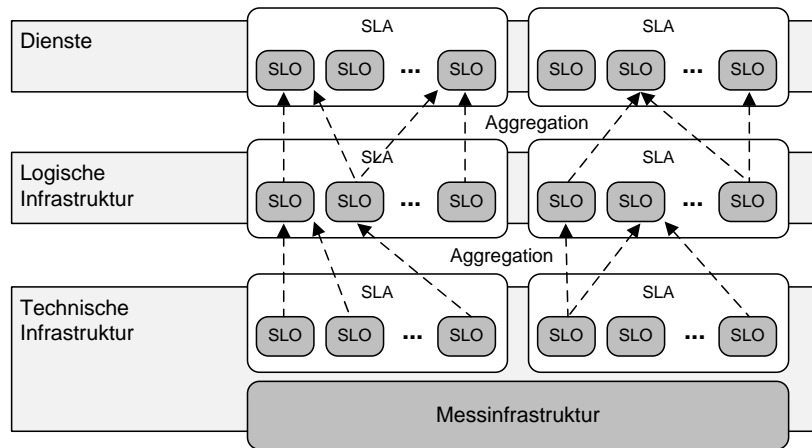 SLA SLA
Dienste
SLO SLO ... SLO SLO SLO ... SLO
Aggregation
Logische
Infrastruktur
SLA SLA
SLO SLO ... SLO SLO SLO ... SLO
Aggregation
Technische
Infrastruktur
SLA SLA
SLO SLO ... SLO SLO SLO ... SLO
Messinfrastruktur